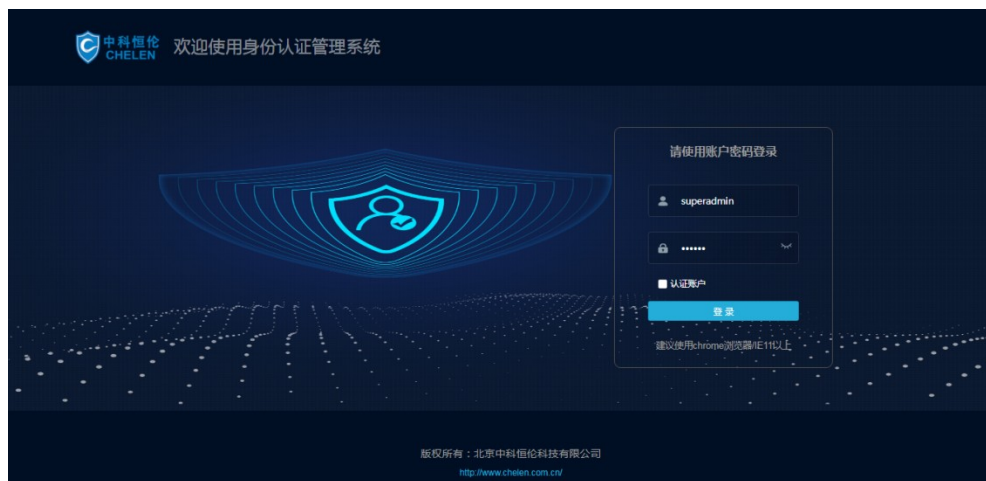 中科恒伦
CHELEN
欢迎使用身份认证管理系统
请使用账户密码登录
superadmin
••••••
认证账户
登录
建议使用chrome浏览器/IE11以上
版权所有：北京中科恒伦科技有限公司
http://www.chelen.com.cn/